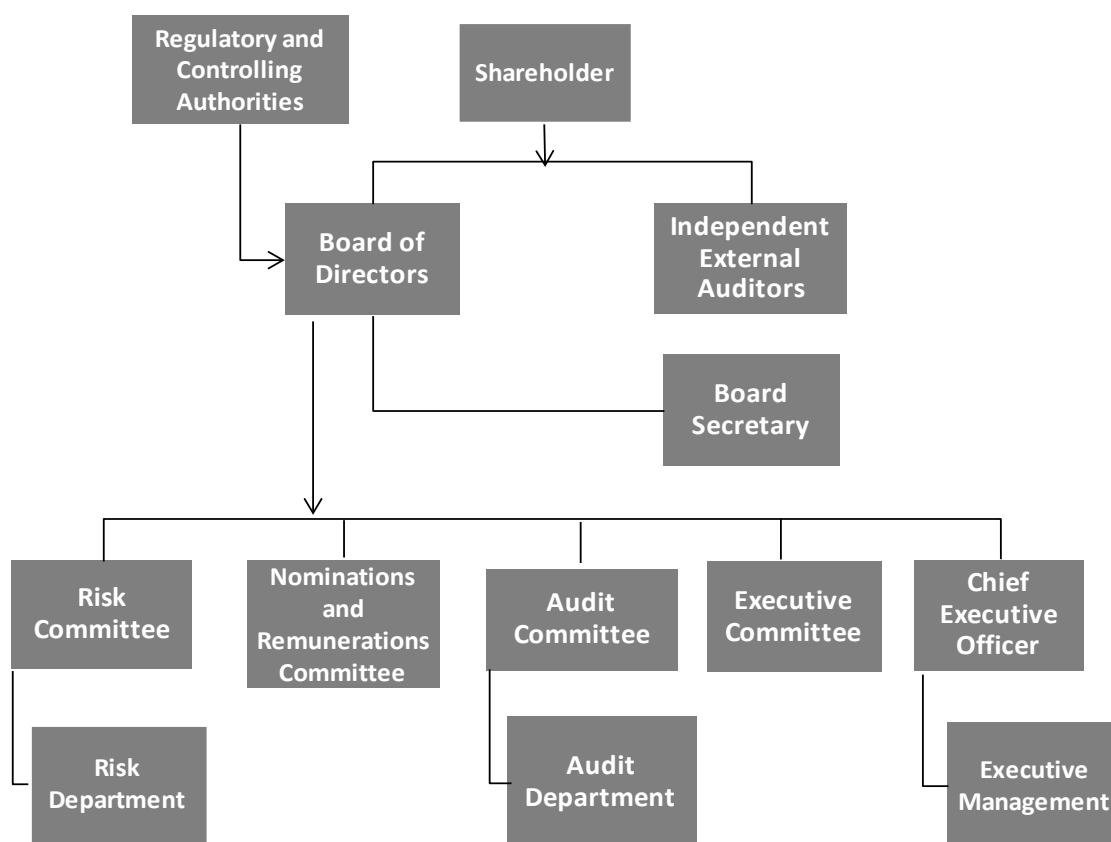 Regulatory and
Controlling
Authorities
Shareholder
Board of
Directors
Independent
External
Auditors
Board
Secretary
Risk
Committee
Nominations
and
Remunerations
Committee
Audit
Committee
Executive
Committee
Chief
Executive
Officer
Risk
Department
Audit
Department
Executive
Management